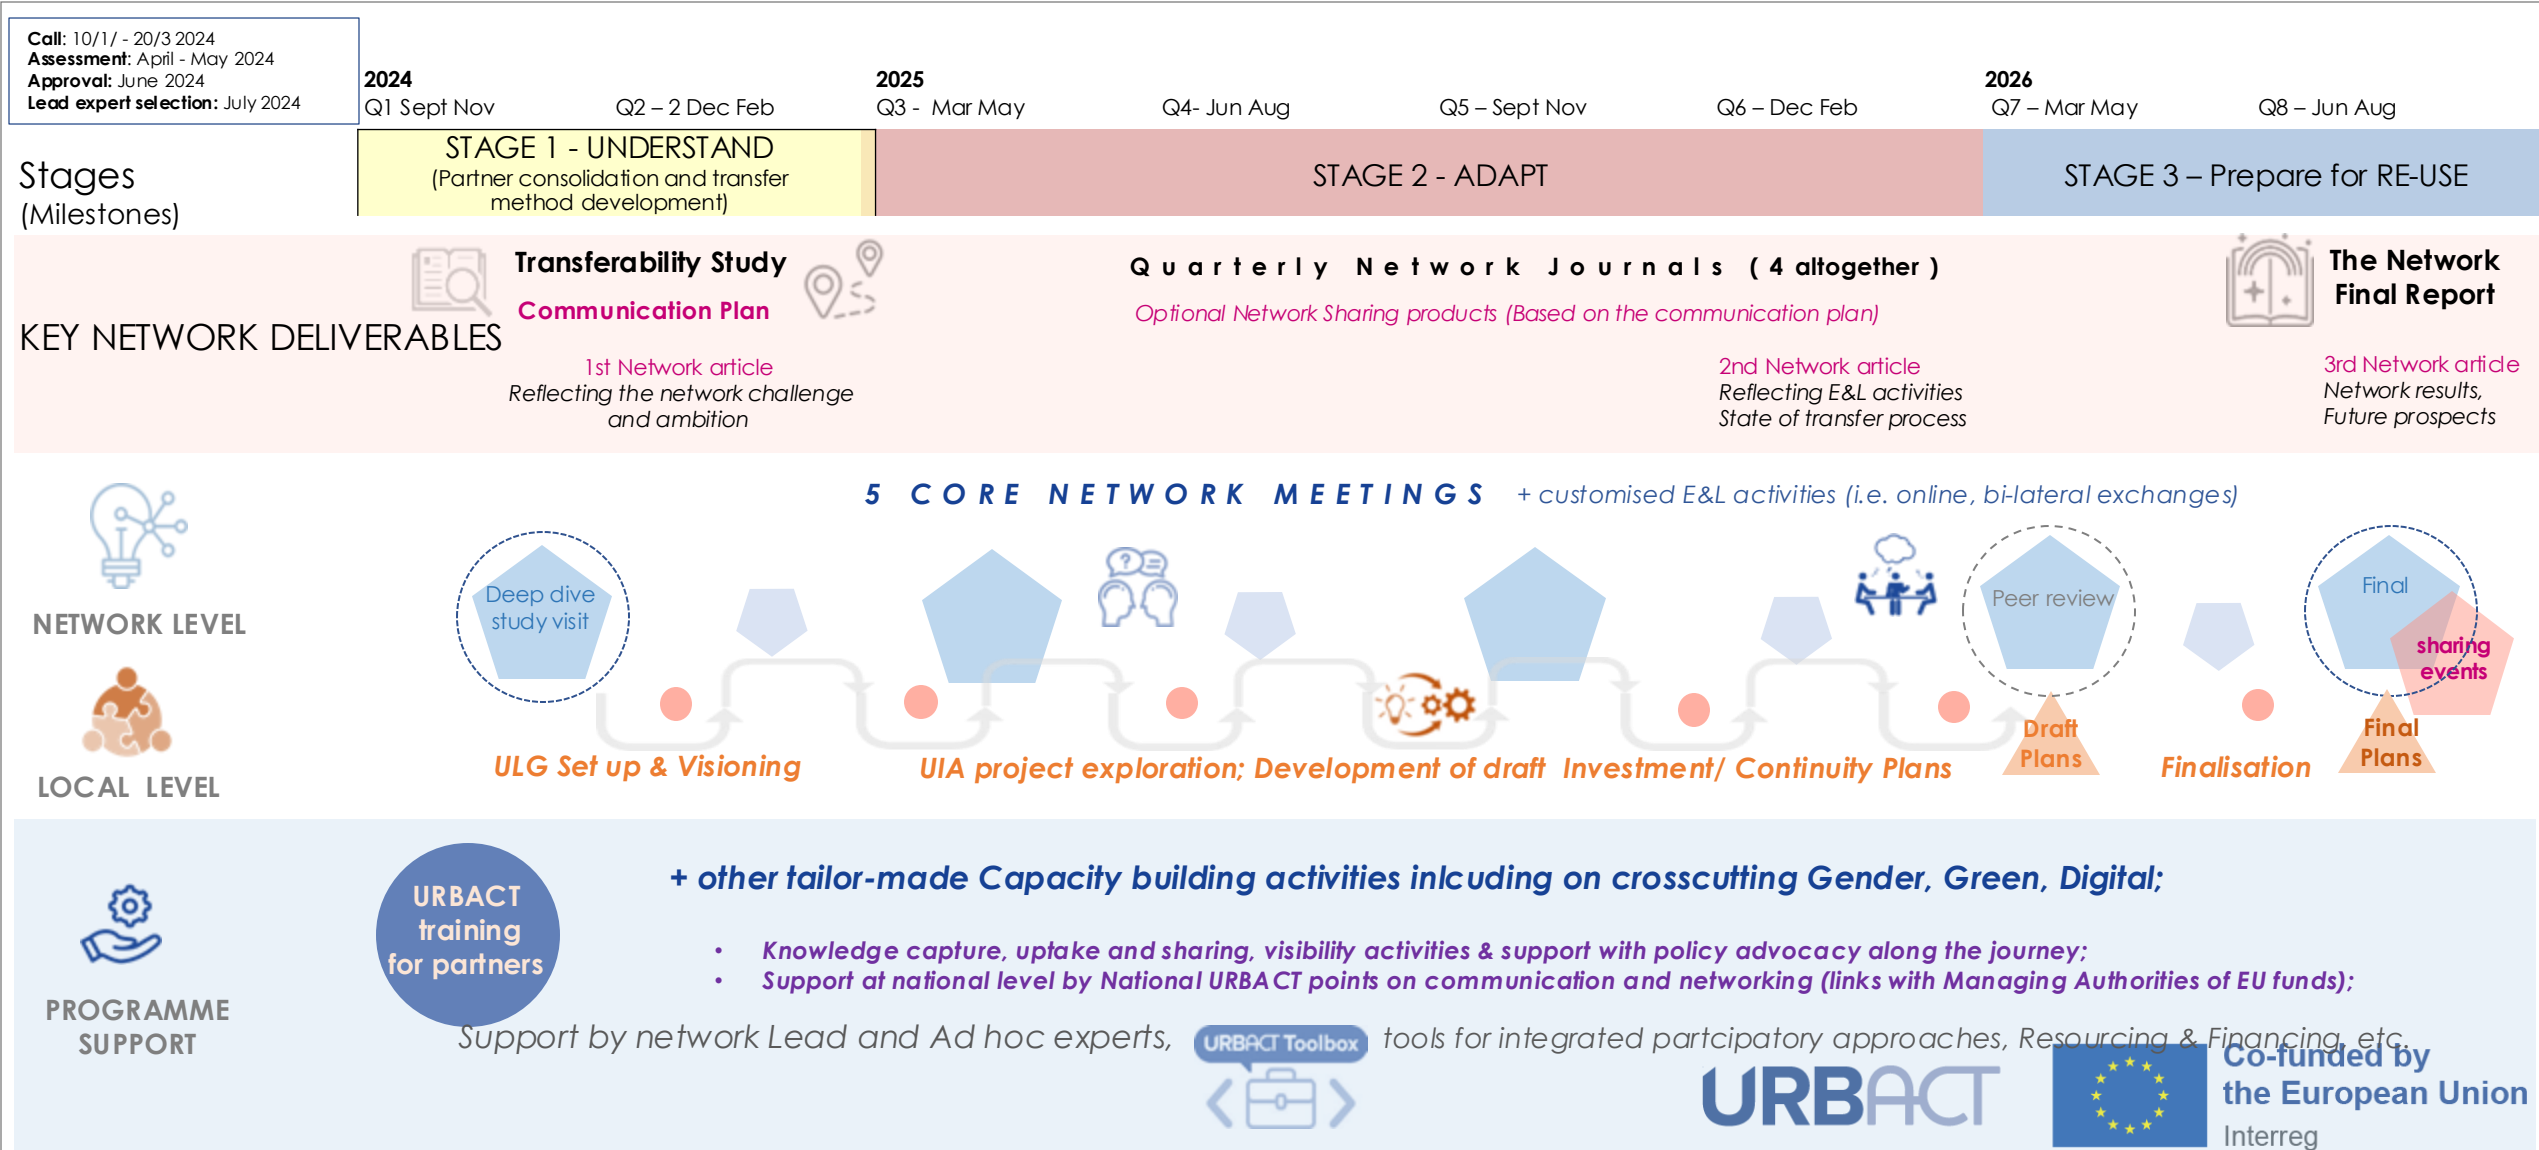 Call: 10/1/ - 20/3 2024
Assessment: April - May 2024
Approval: June 2024
Lead expert selection: July 2024
2024
2025
2026
Q1 Sept Nov
Q2 – 2 Dec Feb
Q3 - Mar May
Q4- Jun Aug
Q5 – Sept Nov
Q6 – Dec Feb
Q7 – Mar May
Q8 – Jun Aug
Stages
(Milestones)
STAGE 1 - UNDERSTAND
(Partner consolidation and transfer
method development)
STAGE 2 - ADAPT
STAGE 3 – Prepare for RE-USE
KEY NETWORK DELIVERABLES
Transferability Study
Communication Plan
1st Network article
Reflecting the network challenge
and ambition
Quarterly Network Journals ( 4 altogether )
Optional Network Sharing products (Based on the communication plan)
2nd Network article
Reflecting E&L activities
State of transfer process
The Network
Final Report
3rd Network article
Network results,
Future prospects
5 CORE NETWORK MEETINGS + customised E&L activities (i.e. online, bi-lateral exchanges)
NETWORK LEVEL
Deep dive
study visit
Peer review
Final
sharing
events
LOCAL LEVEL
ULG Set up & Visioning
UIA project exploration; Development of draft Investment/ Continuity Plans
Draft
Plans
Finalisation
Final
Plans
PROGRAMME
SUPPORT
URBACT
training
for partners
+ other tailor-made Capacity building activities inlcuding on crosscutting Gender, Green, Digital;
• Knowledge capture, uptake and sharing, visibility activities & support with policy advocacy along the journey;
• Support at national level by National URBACT points on communication and networking (links with Managing Authorities of EU funds);
Support by network Lead and Ad hoc experts,
URBACT Toolbox
tools for integrated partcipatory approaches, Resourcing & Financing, etc.
URBACT
Co-funded by
the European Union
Interreg